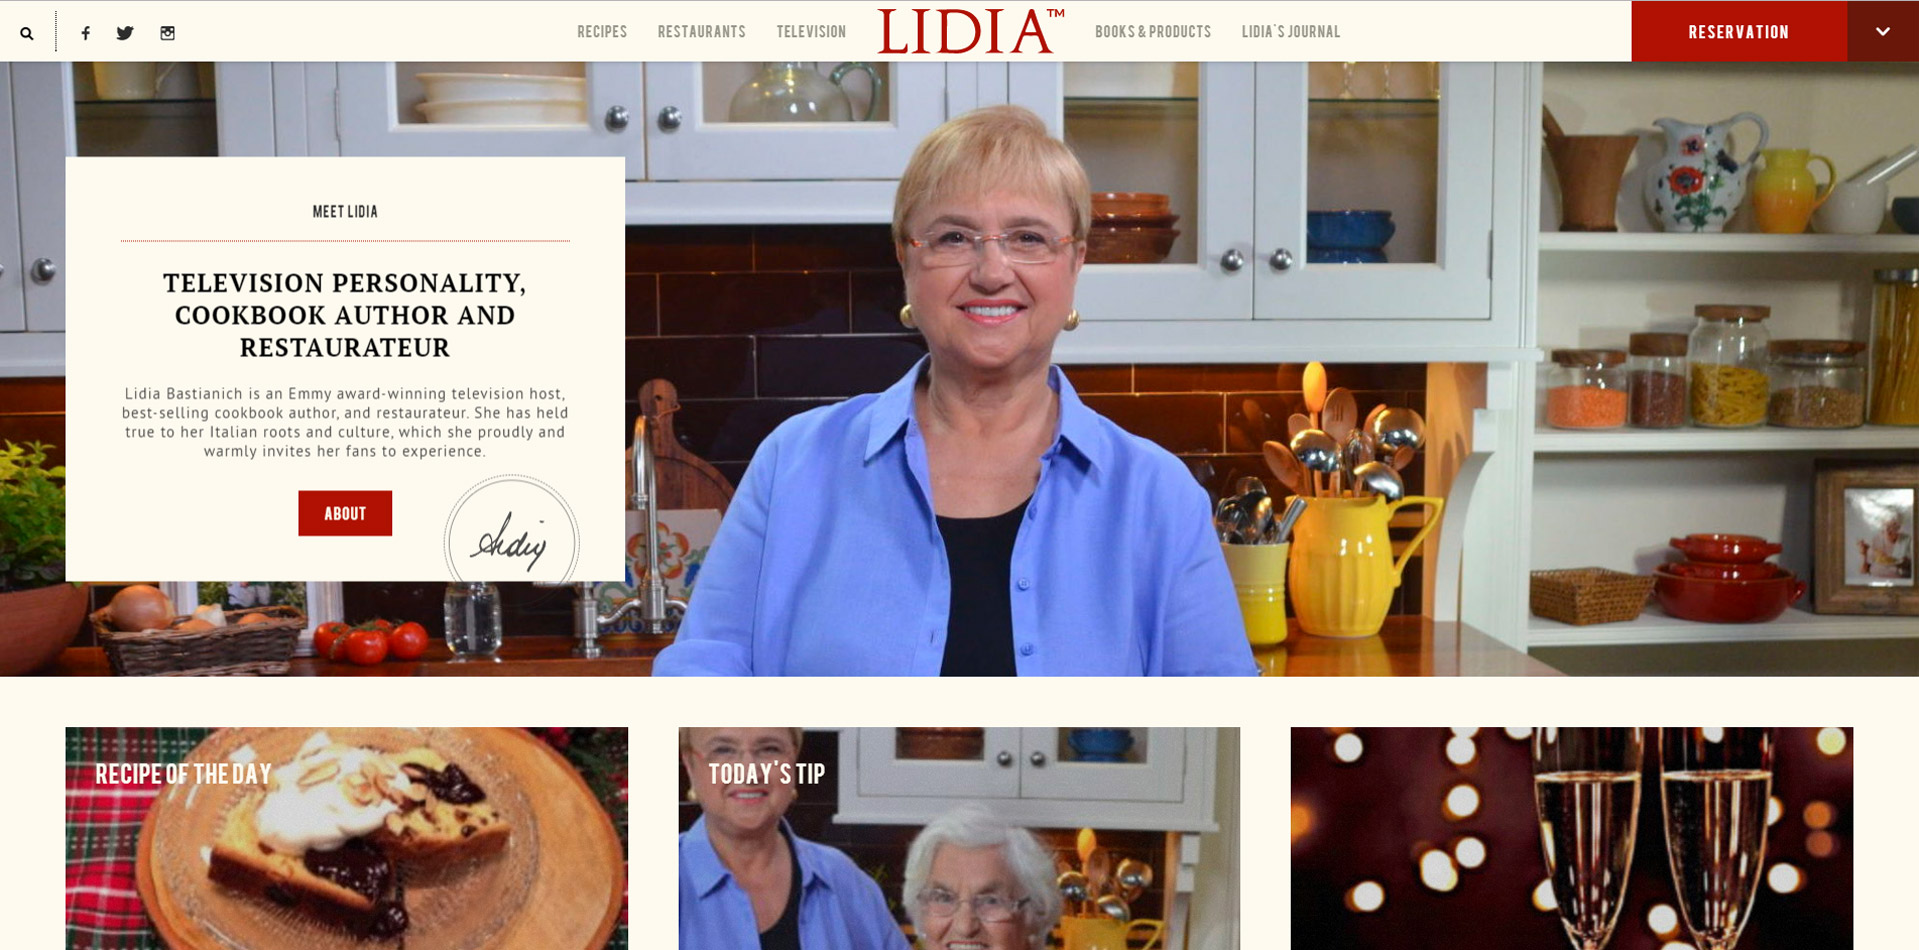 RECIPES RESTAURANTS TELEVISION LIDIA™ BOOKS & PRODUCTS LIDIA'S JOURNAL RESERVATION
MEET LIDIA
TELEVISION PERSONALITY,
COOKBOOK AUTHOR AND
RESTAURATEUR
Lidia Bastianich is an Emmy award-winning television host,
best-selling cookbook author, and restaurateur. She has held
true to her Italian roots and culture, which she proudly and
warmly invites her fans to experience.
ABOUT
Lidia
RECIPE OF THE DAY
TODAY'S TIP